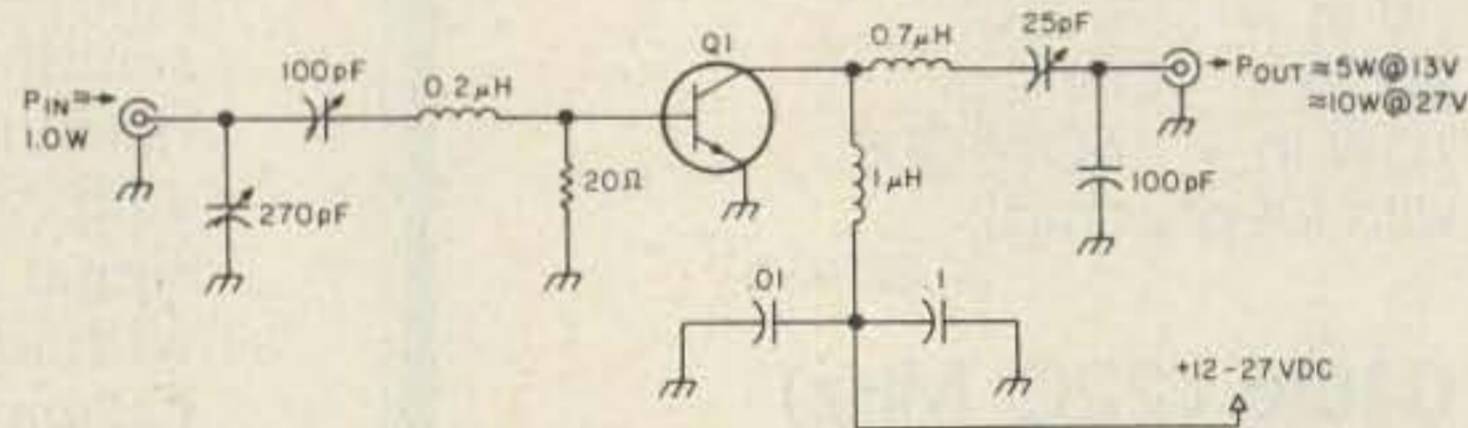 PIN ≈
1.0W
100pF
0.2μH
270pF
20Ω
Q1
0.7μH
25pF
POUT ≈ 5W@13V
≈10W@27V
1μH
100pF
.01
.1
+12-27VDC